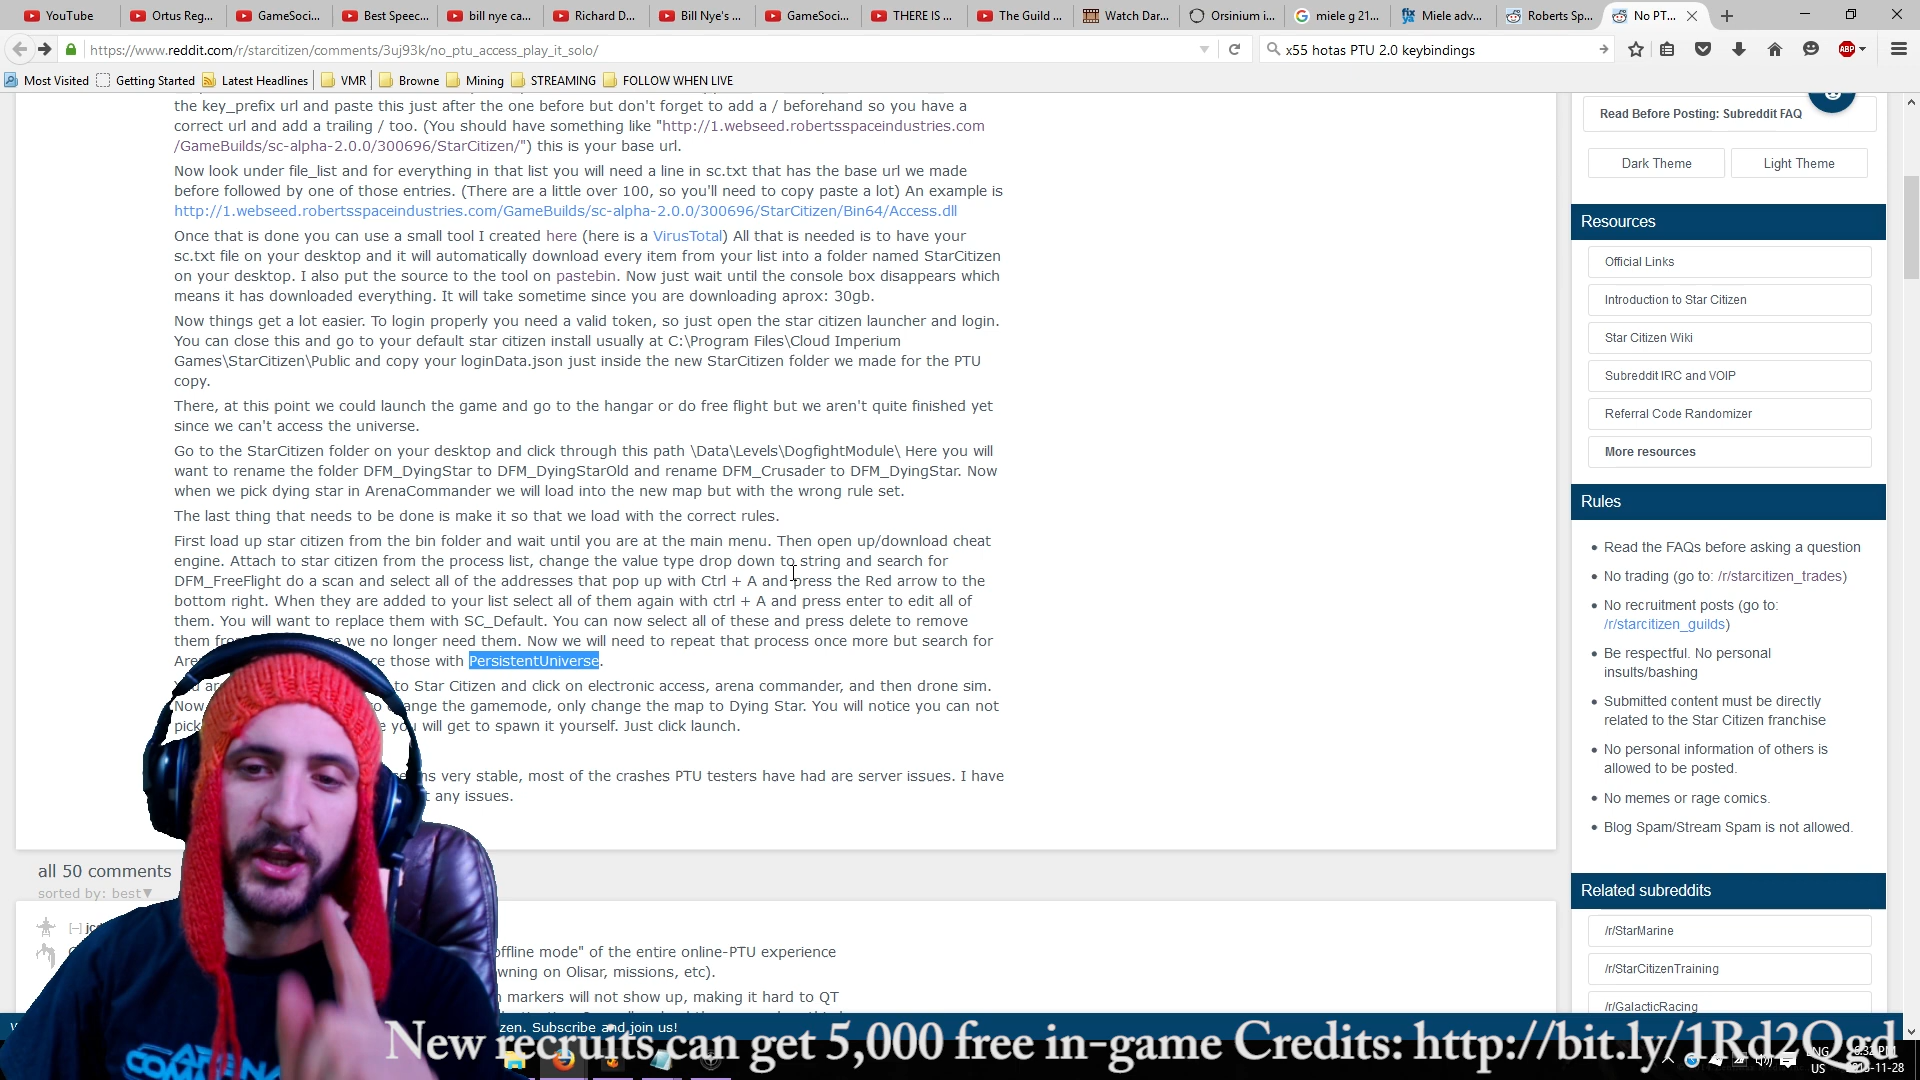 YouTube
Ortus Reg...
GameSoci...
Best Speec...
bill nye ca...
Richard D...
Bill Nye's ...
GameSoci...
THERE IS ...
The Guild ...
Watch Dar...
Orsinium i...
miele g 21...
Miele adv...
Roberts Sp...
No PT...
https://www.reddit.com/r/starcitizen/comments/3uj93k/no_ptu_access_play_it_solo/
x55 hotas PTU 2.0 keybindings
ABP
Most Visited
Getting Started
Latest Headlines
VMR
Browne
Mining
STREAMING
FOLLOW WHEN LIVE
the key_prefix url and paste this just after the one before but don't forget to add a / beforehand so you have a
correct url and add a trailing / too. (You should have something like "http://1.webseed.robertsspaceindustries.com
/GameBuilds/sc-alpha-2.0.0/300696/StarCitizen/") this is your base url.
Now look under file_list and for everything in that list you will need a line in sc.txt that has the base url we made
before followed by one of those entries. (There are a little over 100, so you'll need to copy paste a lot) An example is
http://1.webseed.robertsspaceindustries.com/GameBuilds/sc-alpha-2.0.0/300696/StarCitizen/Bin64/Access.dll
Once that is done you can use a small tool I created here (here is a VirusTotal) All that is needed is to have your
sc.txt file on your desktop and it will automatically download every item from your list into a folder named StarCitizen
on your desktop. I also put the source to the tool on pastebin. Now just wait until the console box disappears which
means it has downloaded everything. It will take sometime since you are downloading aprox: 30gb.
Now things get a lot easier. To login properly you need a valid token, so just open the star citizen launcher and login.
You can close this and go to your default star citizen install usually at C:\Program Files\Cloud Imperium
Games\StarCitizen\Public and copy your loginData.json just inside the new StarCitizen folder we made for the PTU
copy.
There, at this point we could launch the game and go to the hangar or do free flight but we aren't quite finished yet
since we can't access the universe.
Go to the StarCitizen folder on your desktop and click through this path \Data\Levels\DogfightModule\ Here you will
want to rename the folder DFM_DyingStar to DFM_DyingStarOld and rename DFM_Crusader to DFM_DyingStar. Now
when we pick dying star in ArenaCommander we will load into the new map but with the wrong rule set.
The last thing that needs to be done is make it so that we load with the correct rules.
First load up star citizen from the bin folder and wait until you are at the main menu. Then open up/download cheat
engine. Attach to star citizen from the process list, change the value type drop down to string and search for
DFM_FreeFlight do a scan and select all of the addresses that pop up with Ctrl + A and press the Red arrow to the
bottom right. When they are added to your list select all of them again with ctrl + A and press enter to edit all of
them. You will want to replace them with SC_Default. You can now select all of these and press delete to remove
them we no longer need them. Now we will need to repeat that process once more but search for
those with PersistentUniverse.
to Star Citizen and click on electronic access, arena commander, and then drone sim.
Now the gamemode, only change the map to Dying Star. You will notice you can not
pick you will get to spawn it yourself. Just click launch.
very stable, most of the crashes PTU testers have had are server issues. I have
any issues.
all 50 comments
sorted by: best▼
[–]
offline mode" of the entire online-PTU experience
on Olisar, missions, etc).
markers will not show up, making it hard to QT
Subscribe and join us!
Read Before Posting: Subreddit FAQ
Dark Theme
Light Theme
Resources
Official Links
Introduction to Star Citizen
Star Citizen Wiki
Subreddit IRC and VOIP
Referral Code Randomizer
More resources
Rules
Read the FAQs before asking a question
No trading (go to: /r/starcitizen_trades)
No recruitment posts (go to:
/r/starcitizen_guilds)
Be respectful. No personal
insults/bashing
Submitted content must be directly
related to the Star Citizen franchise
No personal information of others is
allowed to be posted.
No memes or rage comics.
Blog Spam/Stream Spam is not allowed.
Related subreddits
/r/StarMarine
/r/StarCitizenTraining
/r/GalacticRacing
New recruits can get 5,000 free in-game Credits: http://bit.ly/1Rd2Qgd
ENG
US
2015-11-28